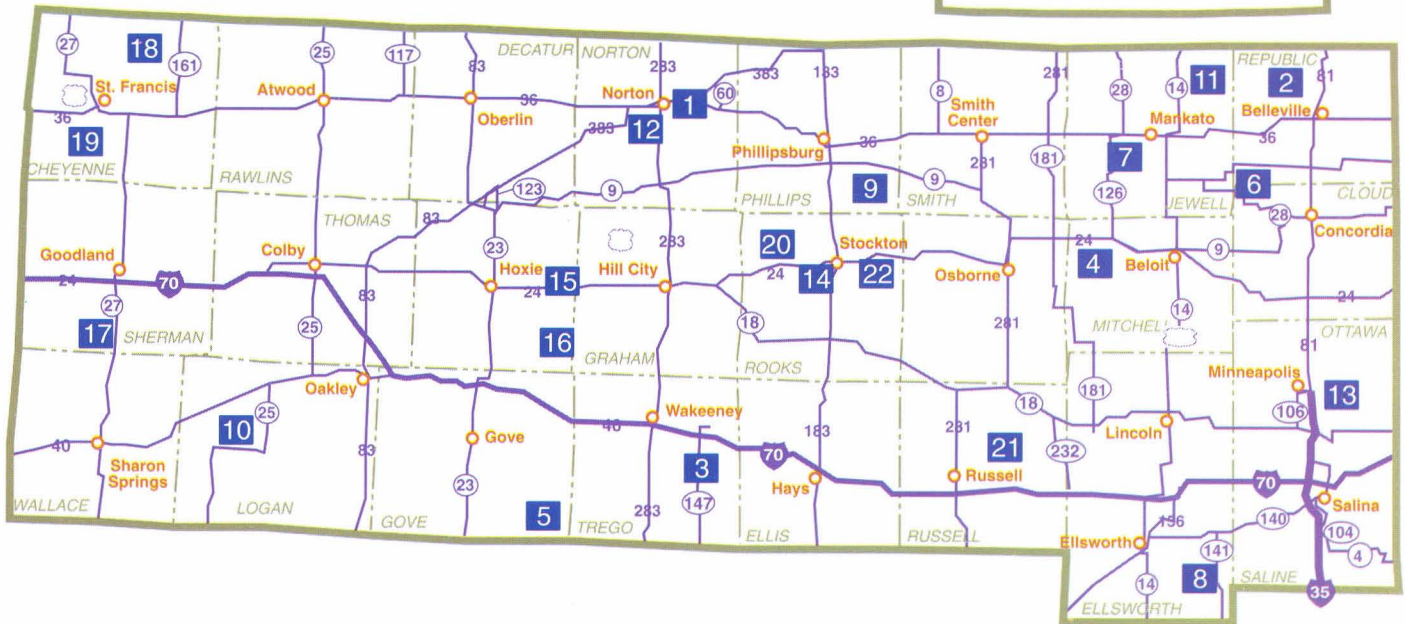 27
18
161
25
117
83
DECATUR
NORTON
283
383
183
281
28
14
11
REPUBLIC
2
81
St. Francis
Atwood
Oberlin
36
Norton
1
60
8
Smith Center
Mankato
Belleville
36
19
383
12
Phillipsburg
36
181
7
36
CHEYENNE
RAWLINS
123
9
PHILLIPS
9
9
SMITH
281
126
JEWELL
6
CLOUD
THOMAS
83
28
Concordia
Goodland
Colby
23
283
20
Stockton
24
9
24
70
Hoxie
15
24
Hill City
24
14
22
Osborne
4
Beloit
24
27
83
17
SHERMAN
25
16
GRAHAM
18
ROOKS
281
MITCHELL
14
OTTAWA
81
Oakley
Minneapolis
13
106
10
25
40
Sharon Springs
83
Gove
23
Wakeeney
40
3
147
183
70
Hays
281
21
Russell
18
181
232
Lincoln
70
Salina
WALLACE
LOGAN
GOVE
5
TREGO
283
ELLIS
RUSSELL
Ellsworth
156
140
141
104
4
14
8
SALINE
35
ELLSWORTH